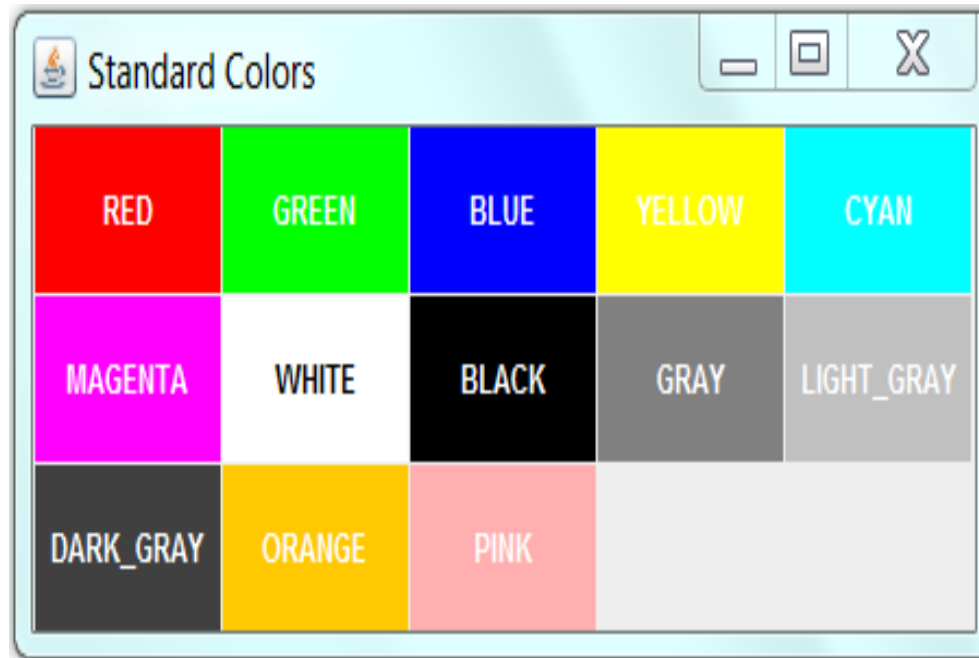 Standard Colors
RED GREEN BLUE YELLOW CYAN
MAGENTA WHITE BLACK GRAY LIGHT_GRAY
DARK_GRAY ORANGE PINK